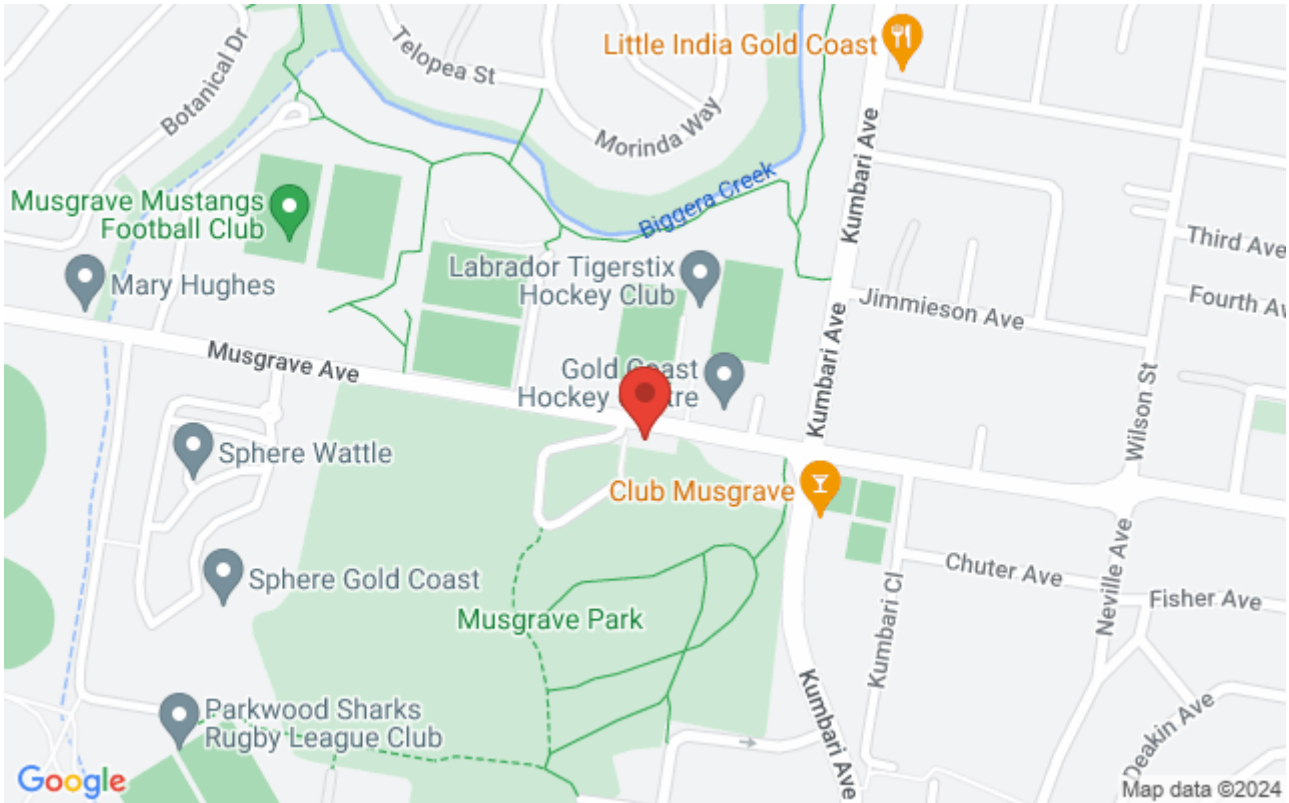 Little India Gold Coast
Telopea St
Botanical Dr
Morinda Way
Kumbari Ave
Biggera Creek
Musgrave Mustangs
Football Club
Third Ave
Labrador Tigerstix
Hockey Club
Mary Hughes
Jimmieson Ave
Fourth Av
Musgrave Ave
Kumbari Ave
Gold Coast
Hockey
Wilson St
Sphere Wattle
Club Musgrave
Sphere Gold Coast
Chuter Ave
Neville Ave
Fisher Ave
Musgrave Park
Kumbari Cl
Parkwood Sharks
Rugby League Club
Kumbari Ave
Deakin Ave
Google
Map data ©2024